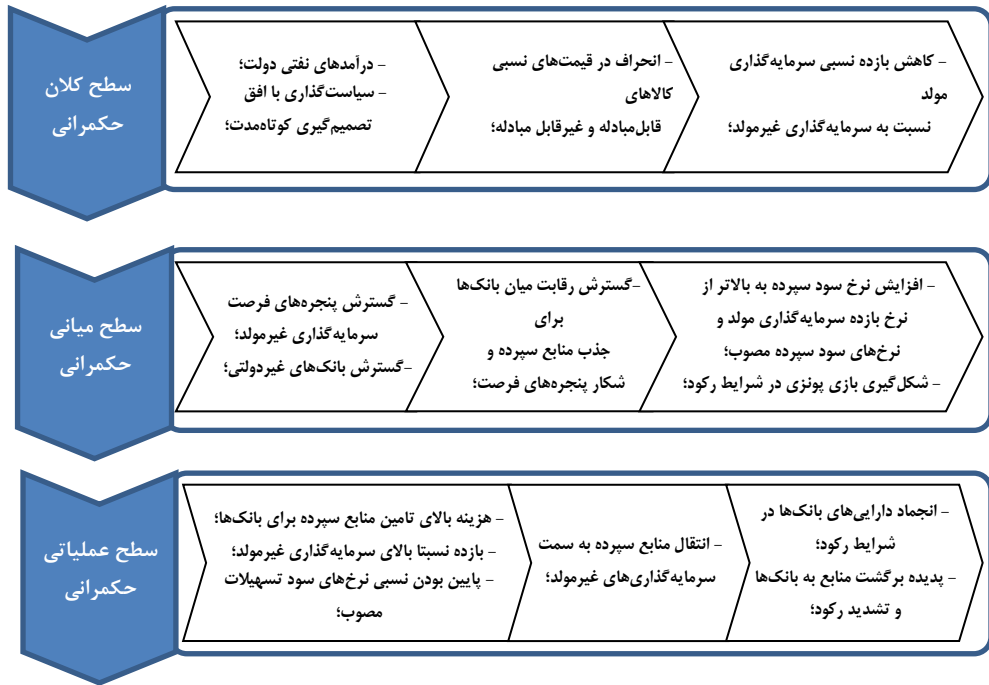 سطح کلان
حکمرانی
- درآمدهای نفتی دولت؛
- سیاست‌گذاری با افق
تصمیم‌گیری کوتاه‌مدت؛
- انحراف در قیمت‌های نسبی
کالاهای
قابل‌مبادله و غیرقابل مبادله؛
- کاهش بازده نسبی سرمایه‌گذاری
مولد
نسبت به سرمایه‌گذاری غیرمولد؛
سطح میانی
حکمرانی
- گسترش پنجره‌های فرصت
سرمایه‌گذاری غیرمولد؛
-گسترش بانک‌های غیردولتی؛
-گسترش رقابت میان بانک‌ها
برای
جذب منابع سپرده و
شکار پنجره‌های فرصت؛
- افزایش نرخ سود سپرده به بالاتر از
نرخ بازده سرمایه‌گذاری مولد و
نرخ‌های سود سپرده مصوب؛
- شکل‌گیری بازی پونزی در شرایط رکود؛
سطح عملیاتی
حکمرانی
- هزینه بالای تامین منابع سپرده برای بانک‌ها؛
- بازده نسبتا بالای سرمایه‌گذاری غیرمولد؛
- پایین بودن نسبی نرخ‌های سود تسهیلات
مصوب؛
- انتقال منابع سپرده به سمت
سرمایه‌گذاری‌های غیرمولد؛
- انجماد دارایی‌های بانک‌ها در
شرایط رکود؛
- پدیده برگشت منابع به بانک‌ها
و تشدید رکود؛